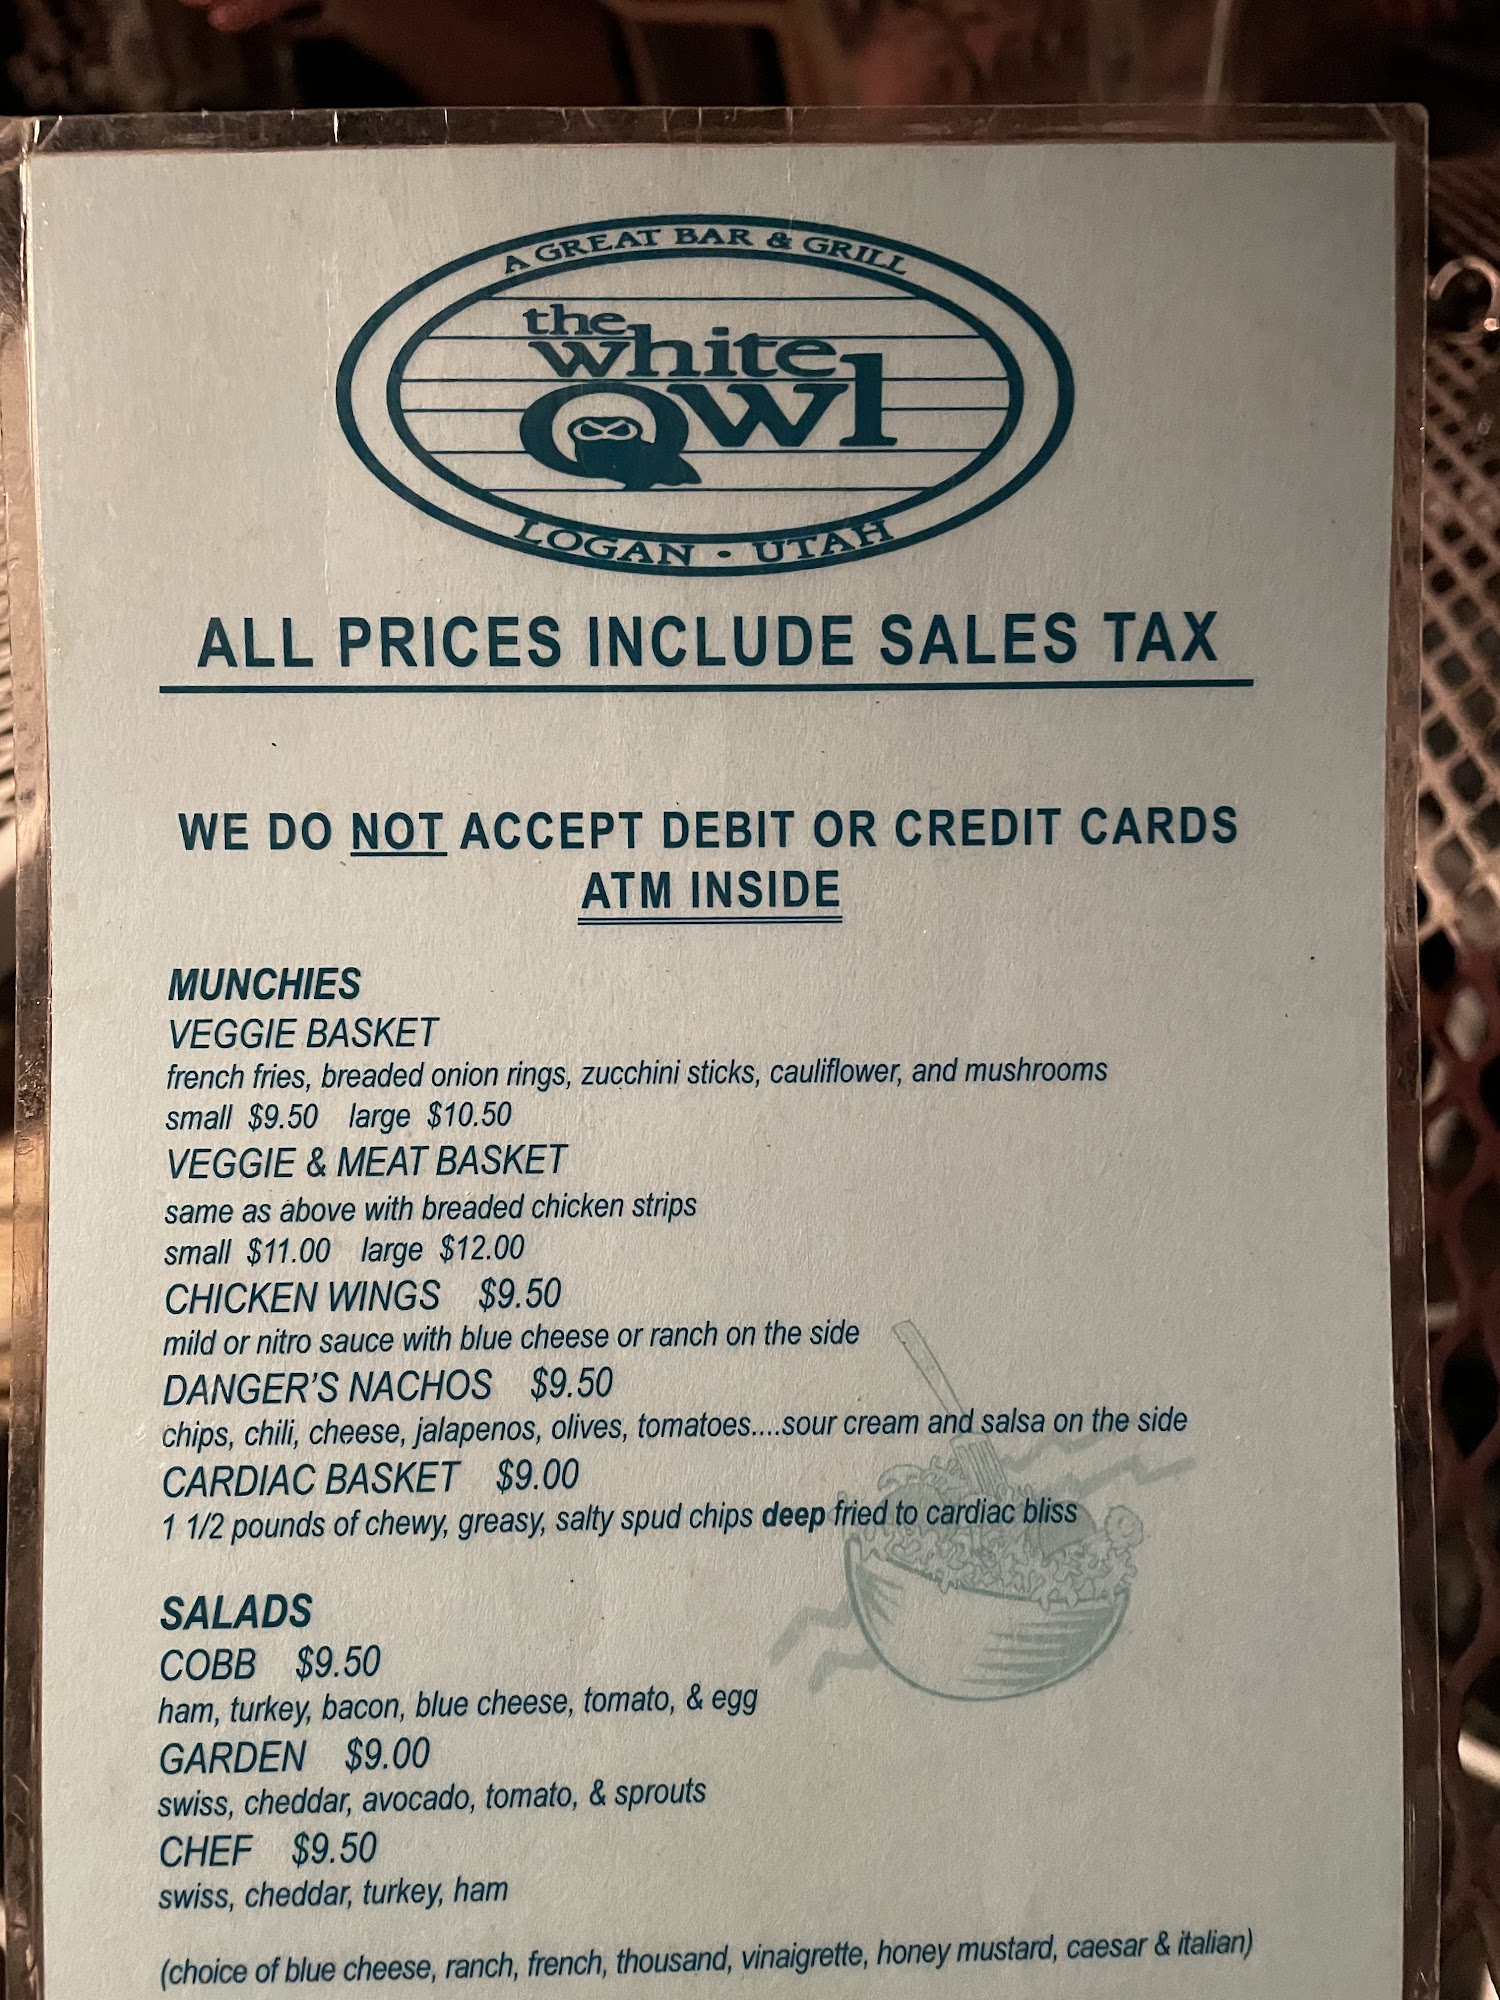 A GREAT BAR & GRILL
the
white
Owl
LOGAN - UTAH
ALL PRICES INCLUDE SALES TAX
WE DO NOT ACCEPT DEBIT OR CREDIT CARDS
ATM INSIDE
MUNCHIES
VEGGIE BASKET
french fries, breaded onion rings, zucchini sticks, cauliflower, and mushrooms
small $9.50 large $10.50
VEGGIE & MEAT BASKET
same as above with breaded chicken strips
small $11.00 large $12.00
CHICKEN WINGS $9.50
mild or nitro sauce with blue cheese or ranch on the side
DANGER'S NACHOS $9.50
chips, chili, cheese, jalapenos, olives, tomatoes....sour cream and salsa on the side
CARDIAC BASKET $9.00
1 1/2 pounds of chewy, greasy, salty spud chips deep fried to cardiac bliss
SALADS
COBB $9.50
ham, turkey, bacon, blue cheese, tomato, & egg
GARDEN $9.00
swiss, cheddar, avocado, tomato, & sprouts
CHEF $9.50
swiss, cheddar, turkey, ham
(choice of blue cheese, ranch, french, thousand, vinaigrette, honey mustard, caesar & italian)